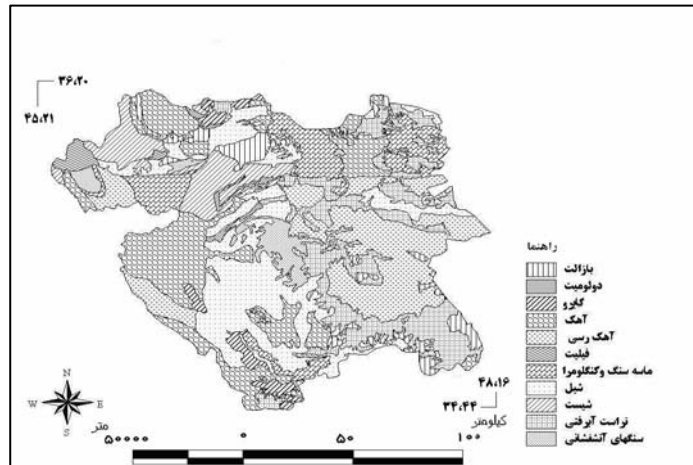 ۳۶،۲۰
۴۵،۲۱
راهنما
بازالت
دولومیت
گابرو
آهک
آهک رسی
فیلیت
ماسه سنگ وکنگلومرا
شیل
شیست
تراست آبرفتی
سنگهای آتشفشانی
۴۸،۱۶
۳۴،۴۴
N
W E
S
متر
کیلومتر
۵۰۰۰۰ ۰ ۵۰ ۱۰۰